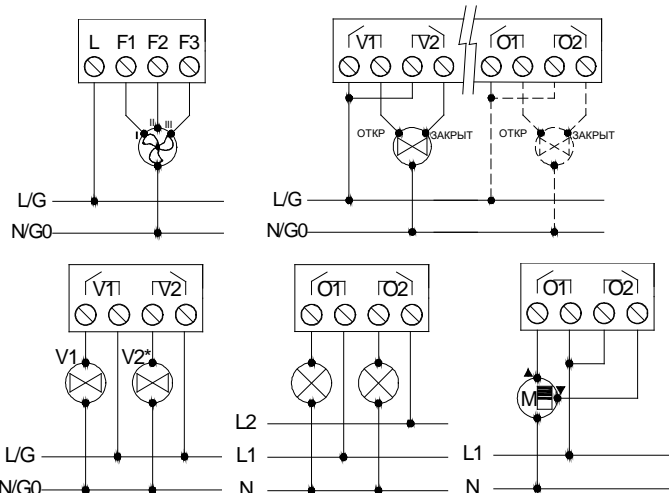 L F1 F2 F3
V1 V2 O1 O2
I II III
ОТКР ЗАКРЫТ ОТКР ЗАКРЫТ
L/G L/G
N/G0 N/G0
V1 V2 O1 O2 O1 O2
V1 V2*
M
L2
L/G L1 L1
N/G0 N N